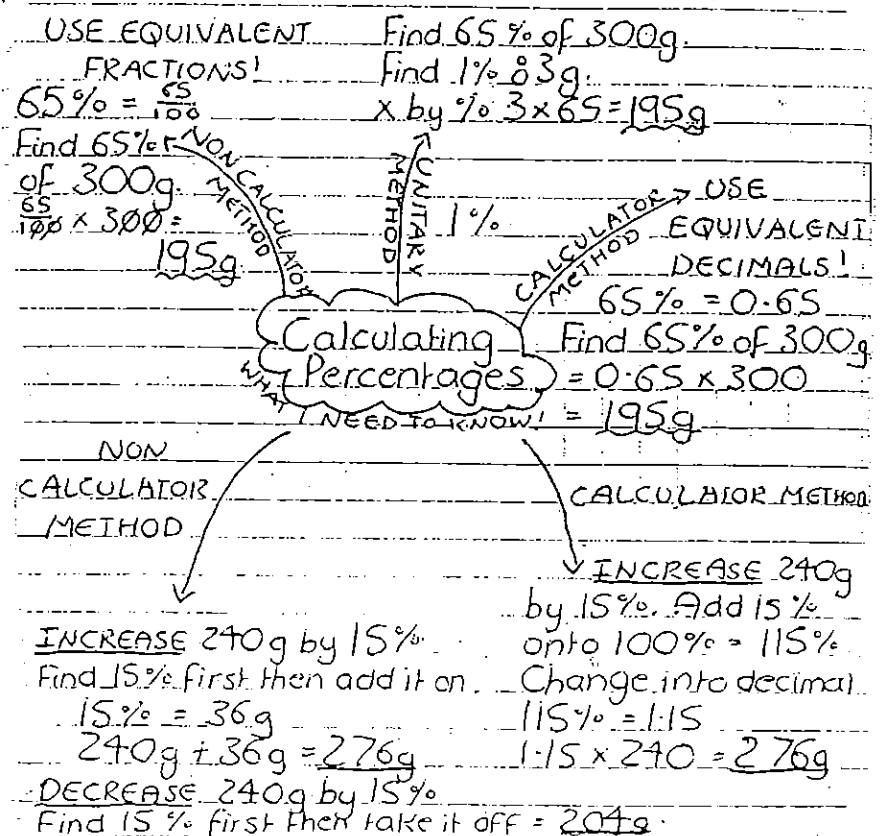 USE EQUIVALENT
FRACTIONS!
65% = 65/100
Find 65%
of 300g.
65/100 × 300 =
195g
NON CALCULATOR
METHOD
Find 65% of 300g.
Find 1% 3g.
× by % 3×65=195g
UNITARY
METHOD
1%
CALCULATOR
METHOD
USE
EQUIVALENT
DECIMALS!
65% = 0·65
Find 65% of 300g
= 0·65 × 300
= 195g
Calculating
Percentages
WHAT I NEED TO KNOW!
NON
CALCULATOR
METHOD
INCREASE 240g by 15%
Find 15% first then add it on.
15% = 36g
240g + 36g = 276g
DECREASE 240g by 15%
Find 15% first then take it off = 204g.
CALCULATOR METHOD
INCREASE 240g
by 15%. Add 15%
onto 100% = 115%
Change into decimal
115% = 1·15
1·15 × 240 = 276g